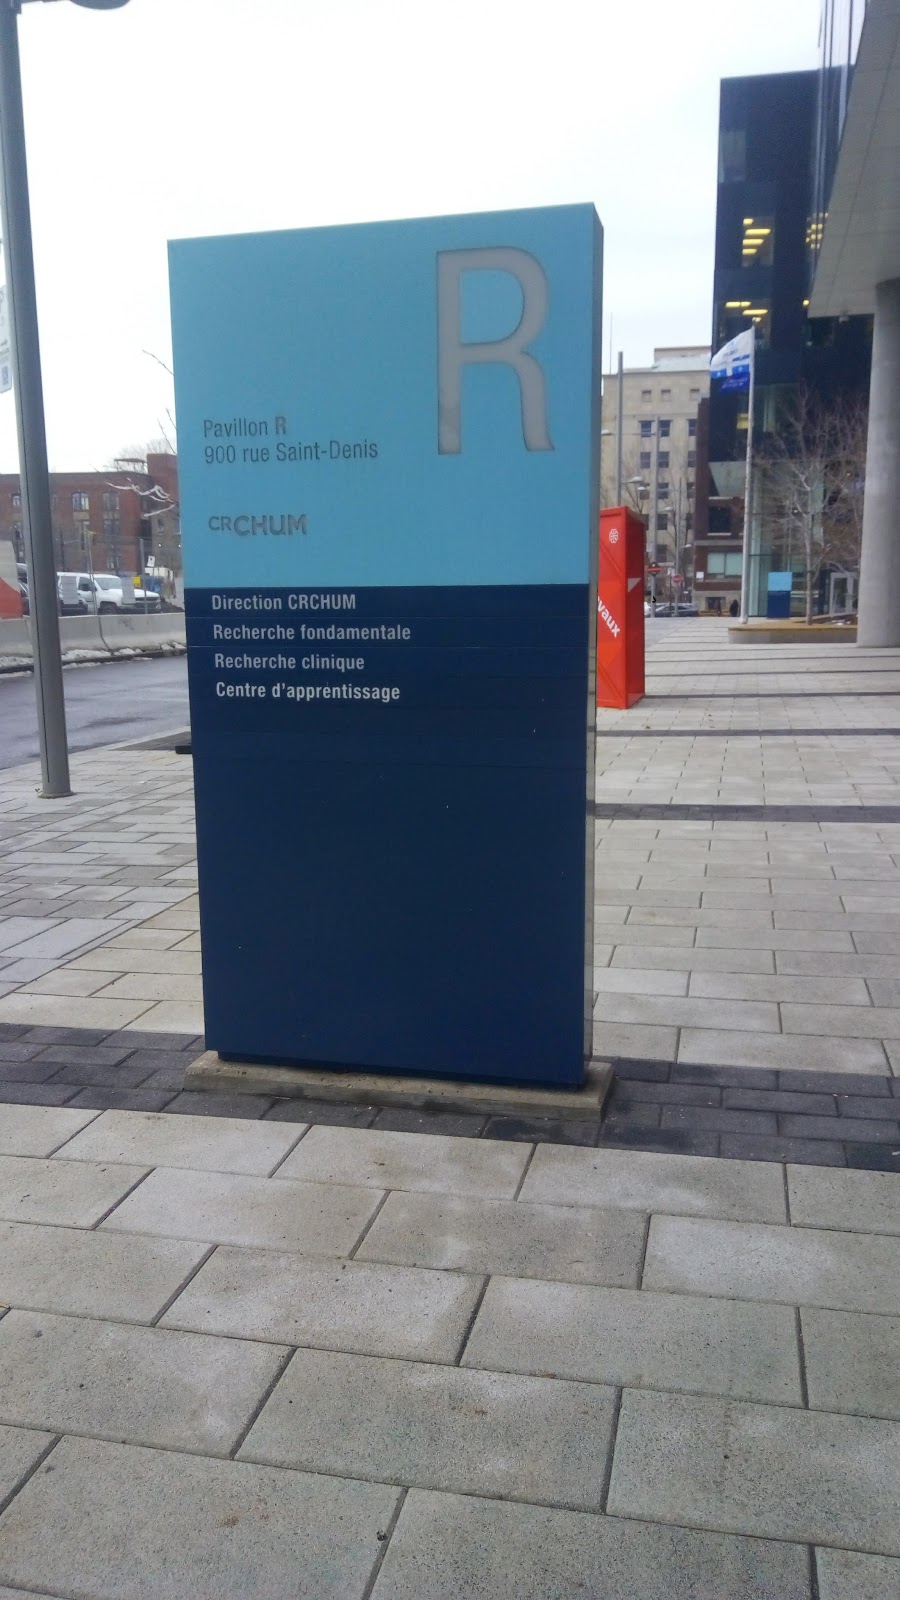 R
Pavillon R
900 rue Saint-Denis
CRCHUM
Direction CRCHUM
Recherche fondamentale
Recherche clinique
Centre d'apprentissage